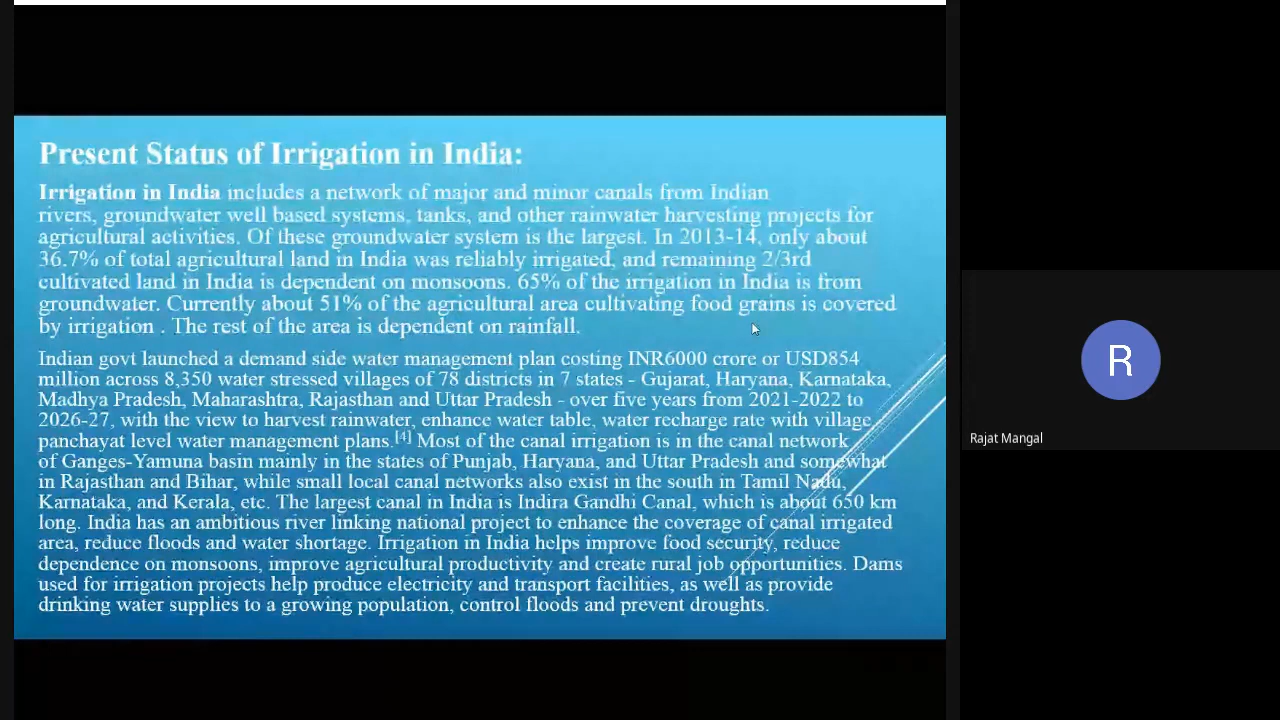 Present Status of Irrigation in India:
Irrigation in India includes a network of major and minor canals from Indian
rivers, groundwater well based systems, tanks, and other rainwater harvesting projects for
agricultural activities. Of these groundwater system is the largest. In 2013-14, only about
36.7% of total agricultural land in India was reliably irrigated, and remaining 2/3rd
cultivated land in India is dependent on monsoons. 65% of the irrigation in India is from
groundwater. Currently about 51% of the agricultural area cultivating food grains is covered
by irrigation . The rest of the area is dependent on rainfall.
Indian govt launched a demand side water management plan costing INR6000 crore or USD854
million across 8,350 water stressed villages of 78 districts in 7 states - Gujarat, Haryana, Karnataka,
Madhya Pradesh, Maharashtra, Rajasthan and Uttar Pradesh - over five years from 2021-2022 to
2026-27, with the view to harvest rainwater, enhance water table, water recharge rate with village
panchayat level water management plans.[4] Most of the canal irrigation is in the canal network
of Ganges-Yamuna basin mainly in the states of Punjab, Haryana, and Uttar Pradesh and somewhat
in Rajasthan and Bihar, while small local canal networks also exist in the south in Tamil Nadu,
Karnataka, and Kerala, etc. The largest canal in India is Indira Gandhi Canal, which is about 650 km
long. India has an ambitious river linking national project to enhance the coverage of canal irrigated
area, reduce floods and water shortage. Irrigation in India helps improve food security, reduce
dependence on monsoons, improve agricultural productivity and create rural job opportunities. Dams
used for irrigation projects help produce electricity and transport facilities, as well as provide
drinking water supplies to a growing population, control floods and prevent droughts.
R
Rajat Mangal